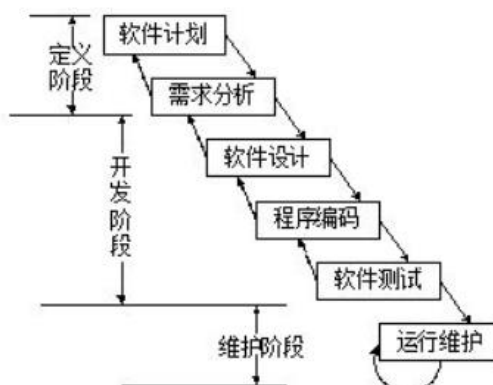 软件计划
定义
阶段
需求分析
软件设计
开
发
阶
段
程序编码
软件测试
运行维护
维护阶段